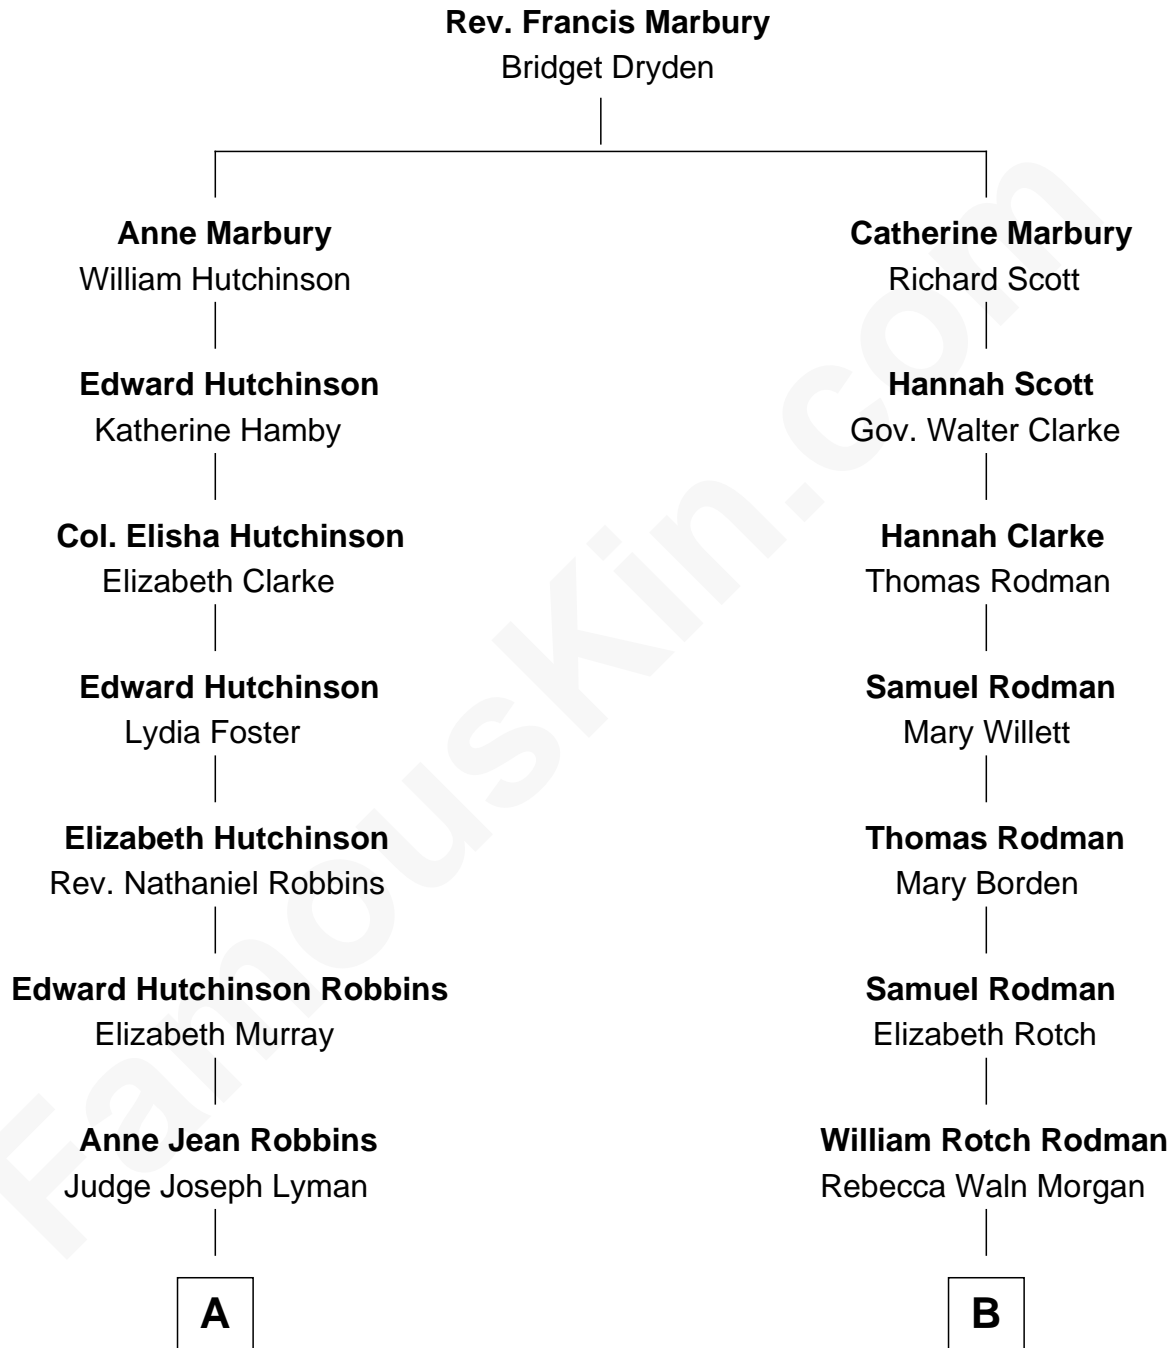 Rev. Francis Marbury
Bridget Dryden
Anne Marbury
William Hutchinson
Catherine Marbury
Richard Scott
Edward Hutchinson
Katherine Hamby
Hannah Scott
Gov. Walter Clarke
Col. Elisha Hutchinson
Elizabeth Clarke
Hannah Clarke
Thomas Rodman
Edward Hutchinson
Lydia Foster
Samuel Rodman
Mary Willett
Elizabeth Hutchinson
Rev. Nathaniel Robbins
Thomas Rodman
Mary Borden
Edward Hutchinson Robbins
Elizabeth Murray
Samuel Rodman
Elizabeth Rotch
Anne Jean Robbins
Judge Joseph Lyman
William Rotch Rodman
Rebecca Waln Morgan
A
B
FamousKin.com